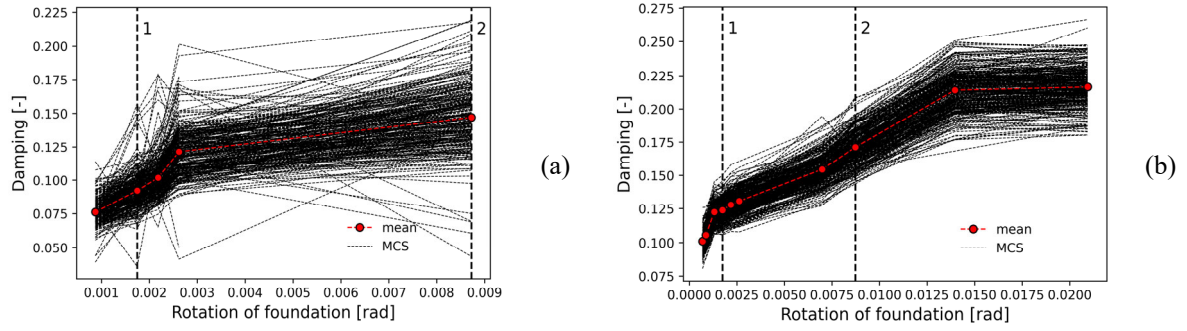 0.225
0.200
0.175
0.150
0.125
0.100
0.075
0.050
Damping [-]
1
2
mean
MCS
0.001 0.002 0.003 0.004 0.005 0.006 0.007 0.008 0.009
Rotation of foundation [rad]
(a)
0.275
0.250
0.225
0.200
0.175
0.150
0.125
0.100
0.075
Damping [-]
1
2
mean
MCS
0.0000 0.0025 0.0050 0.0075 0.0100 0.0125 0.0150 0.0175 0.0200
Rotation of foundation [rad]
(b)